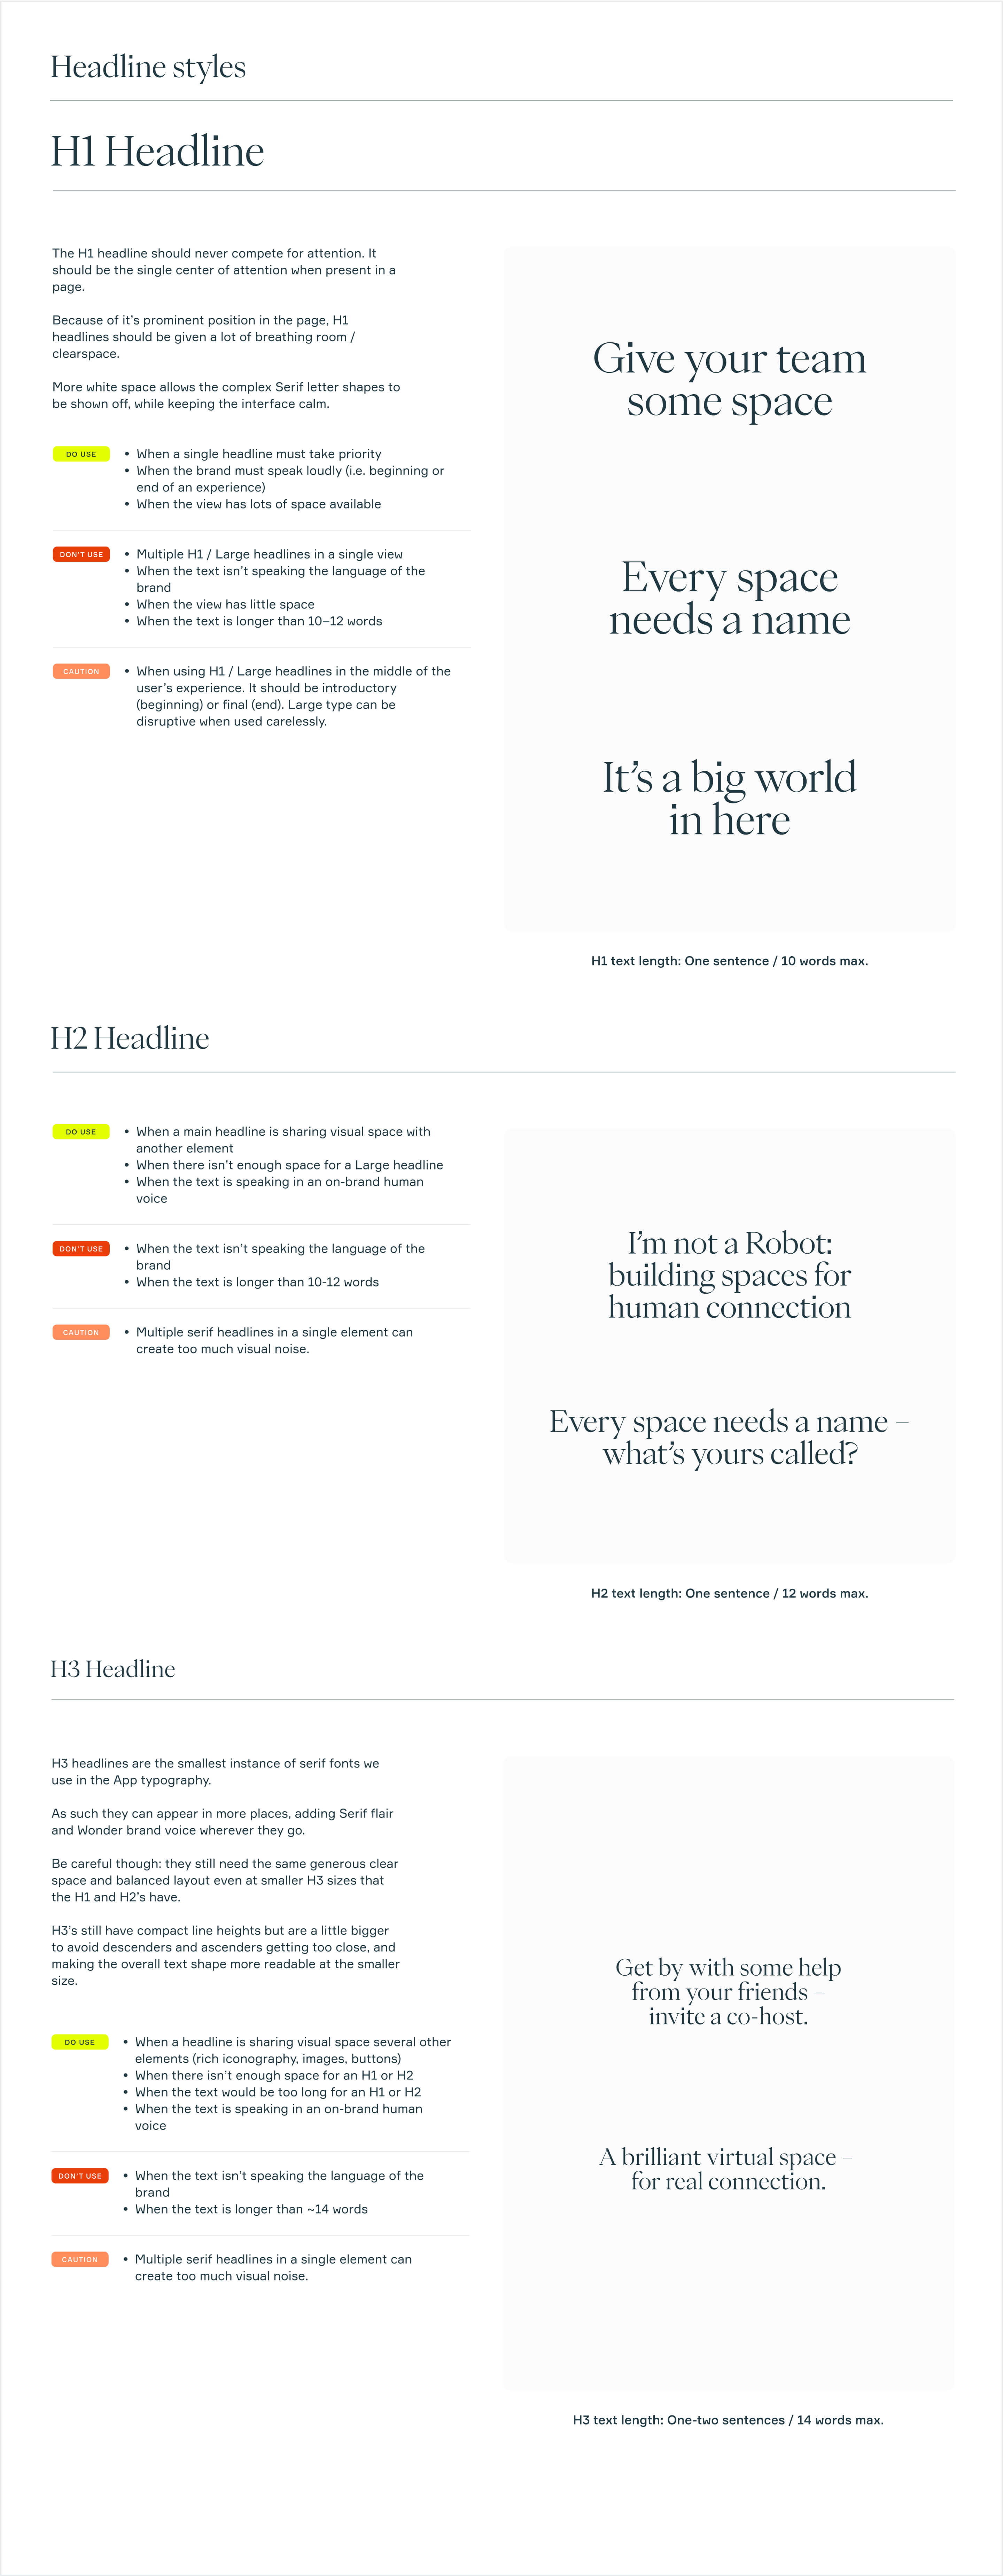 Headline styles
H1 Headline
The H1 headline should never compete for attention. It
should be the single center of attention when present in a
page.
Because of it's prominent position in the page, H1
headlines should be given a lot of breathing room /
clearspace.
More white space allows the complex Serif letter shapes to
be shown off, while keeping the interface calm.
DO USE
• When a single headline must take priority
• When the brand must speak loudly (i.e. beginning or
end of an experience)
• When the view has lots of space available
DON'T USE
• Multiple H1 / Large headlines in a single view
• When the text isn't speaking the language of the
brand
• When the view has little space
• When the text is longer than 10–12 words
CAUTION
• When using H1 / Large headlines in the middle of the
user's experience. It should be introductory
(beginning) or final (end). Large type can be
disruptive when used carelessly.
Give your team
some space
Every space
needs a name
It's a big world
in here
H1 text length: One sentence / 10 words max.
H2 Headline
DO USE
• When a main headline is sharing visual space with
another element
• When there isn't enough space for a Large headline
• When the text is speaking in an on-brand human
voice
DON'T USE
• When the text isn't speaking the language of the
brand
• When the text is longer than 10-12 words
CAUTION
• Multiple serif headlines in a single element can
create too much visual noise.
I'm not a Robot:
building spaces for
human connection
Every space needs a name –
what's yours called?
H2 text length: One sentence / 12 words max.
H3 Headline
H3 headlines are the smallest instance of serif fonts we
use in the App typography.
As such they can appear in more places, adding Serif flair
and Wonder brand voice wherever they go.
Be careful though: they still need the same generous clear
space and balanced layout even at smaller H3 sizes that
the H1 and H2's have.
H3's still have compact line heights but are a little bigger
to avoid descenders and ascenders getting too close, and
making the overall text shape more readable at the smaller
size.
DO USE
• When a headline is sharing visual space several other
elements (rich iconography, images, buttons)
• When there isn't enough space for an H1 or H2
• When the text would be too long for an H1 or H2
• When the text is speaking in an on-brand human
voice
DON'T USE
• When the text isn't speaking the language of the
brand
• When the text is longer than ~14 words
CAUTION
• Multiple serif headlines in a single element can
create too much visual noise.
Get by with some help
from your friends –
invite a co-host.
A brilliant virtual space –
for real connection.
H3 text length: One-two sentences / 14 words max.